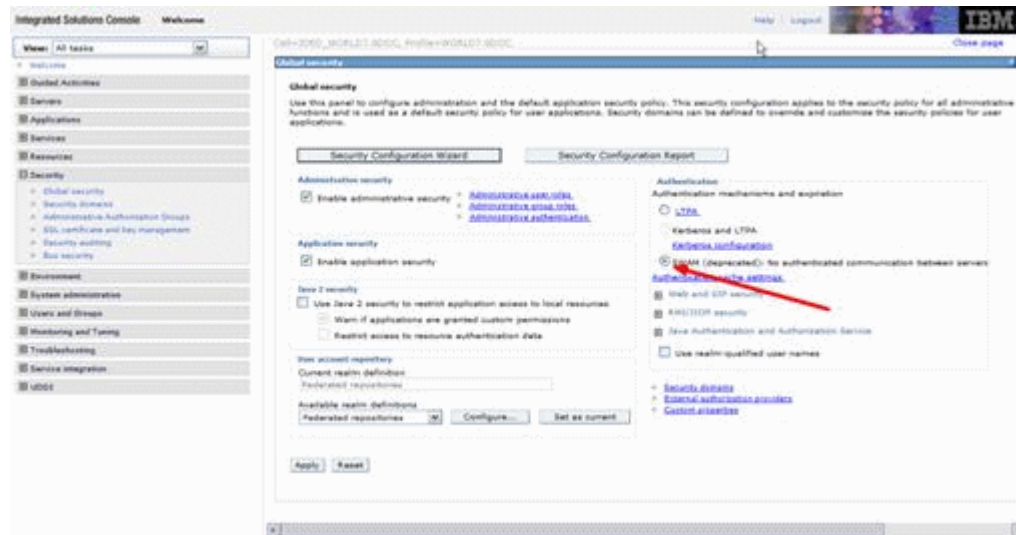 Integrated Solutions Console Welcome
Help Logout
IBM
View: All tasks
Cell=3D60_WORLD7.BDOC, Profile=WORLD7.BDOC
Close page
Welcome
Global security
Guided Activities
Servers
Applications
Services
Resources
Security
Global security
Security domains
Administrative Authorization Groups
SSL certificate and key management
Security auditing
Bus security
Environment
System administration
Users and Groups
Monitoring and Tuning
Troubleshooting
Service integration
UDDI
Global security
Use this panel to configure administration and the default application security policy. This security configuration applies to the security policy for all administrative
functions and is used as a default security policy for user applications. Security domains can be defined to override and customize the security policies for user
applications.
Security Configuration Wizard
Security Configuration Report
Administrative security
Enable administrative security
Administrative user roles
Administrative group roles
Administrative authentication
Application security
Enable application security
Java 2 security
Use Java 2 security to restrict application access to local resources
Warn if applications are granted custom permissions
Restrict access to resource authentication data
User account repository
Current realm definition
Federated repositories
Available realm definitions
Federated repositories
Configure...
Set as current
Apply
Reset
Authentication
Authentication mechanisms and expiration
LTPA
Kerberos and LTPA
Kerberos configuration
SWAM (deprecated): No authenticated communication between servers
Authentication cache settings
Web and SIP security
RMI/IIOP security
Java Authentication and Authorization Service
Use realm-qualified user names
Security domains
External authorization providers
Custom properties